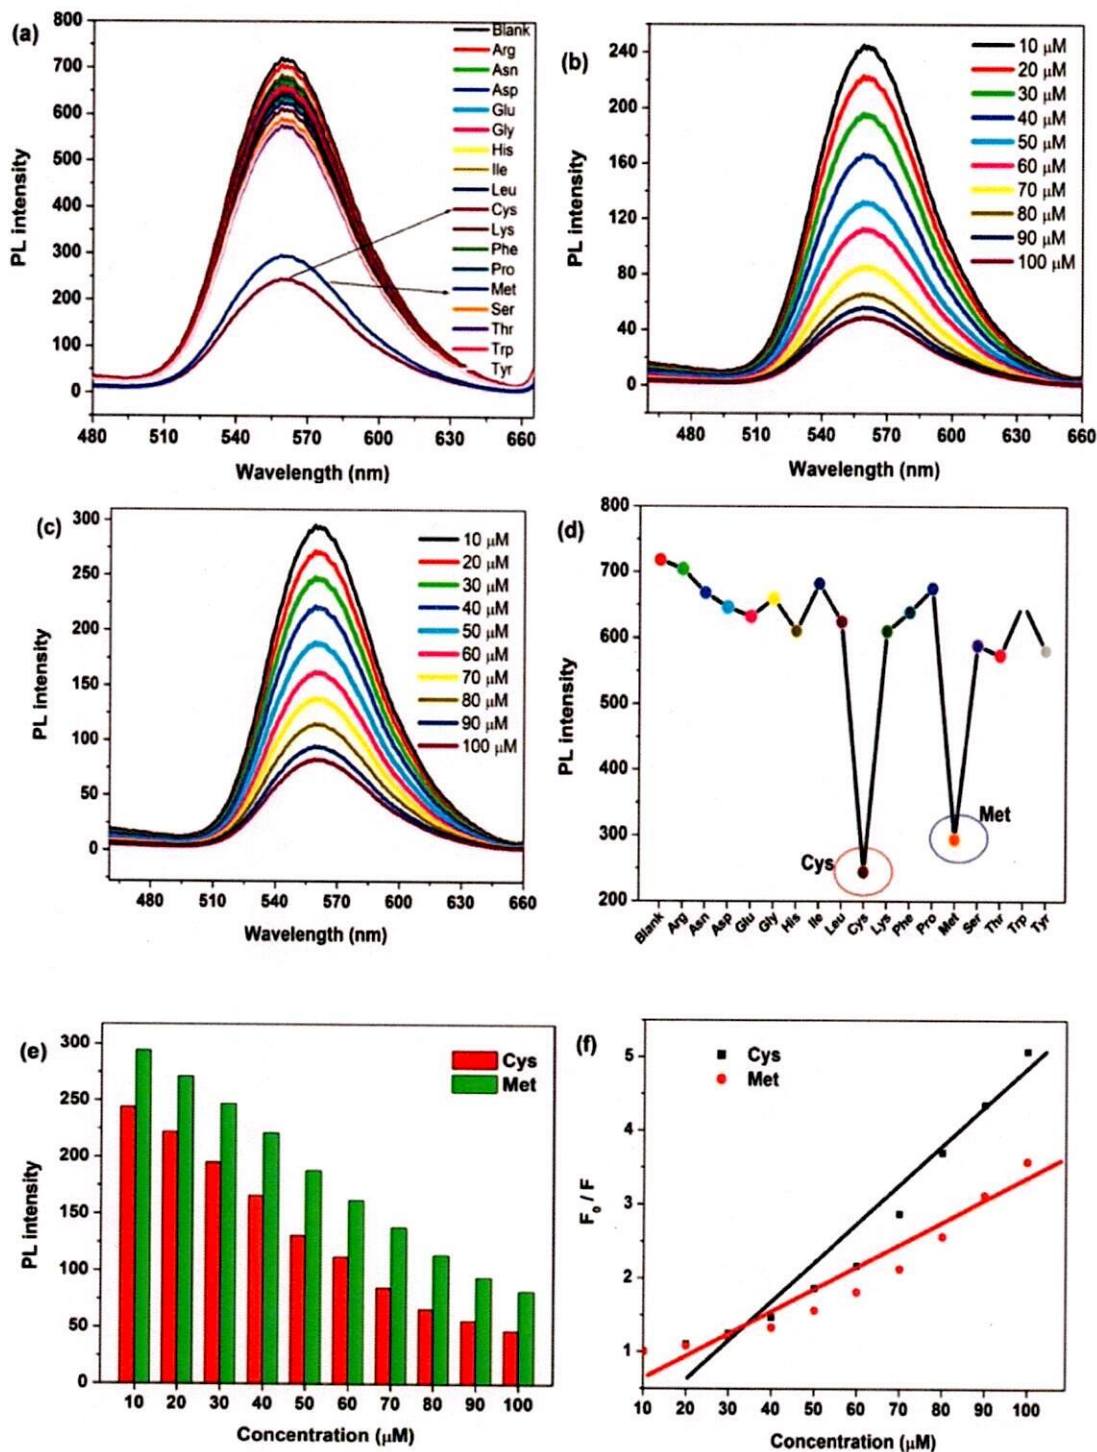 (a)
800
700
600
500
400
300
200
100
0
PL intensity
480 510 540 570 600 630 660
Wavelength (nm)
Blank
Arg
Asn
Asp
Glu
Gly
His
Ile
Leu
Cys
Lys
Phe
Pro
Met
Ser
Thr
Trp
Tyr
(b)
240
200
160
120
80
40
0
PL intensity
480 510 540 570 600 630 660
Wavelength (nm)
10 μM
20 μM
30 μM
40 μM
50 μM
60 μM
70 μM
80 μM
90 μM
100 μM
(c)
300
250
200
150
100
50
0
PL intensity
480 510 540 570 600 630 660
Wavelength (nm)
10 μM
20 μM
30 μM
40 μM
50 μM
60 μM
70 μM
80 μM
90 μM
100 μM
(d)
800
700
600
500
400
300
200
PL intensity
Cys
Met
Blank Arg Asn Asp Glu Gly His Ile Leu Cys Lys Phe Pro Met Ser Thr Trp Tyr
(e)
300
250
200
150
100
50
0
PL intensity
Cys
Met
10 20 30 40 50 60 70 80 90 100
Concentration (μM)
(f)
5
4
3
2
1
F₀ / F
Cys
Met
10 20 30 40 50 60 70 80 90 100
Concentration (μM)